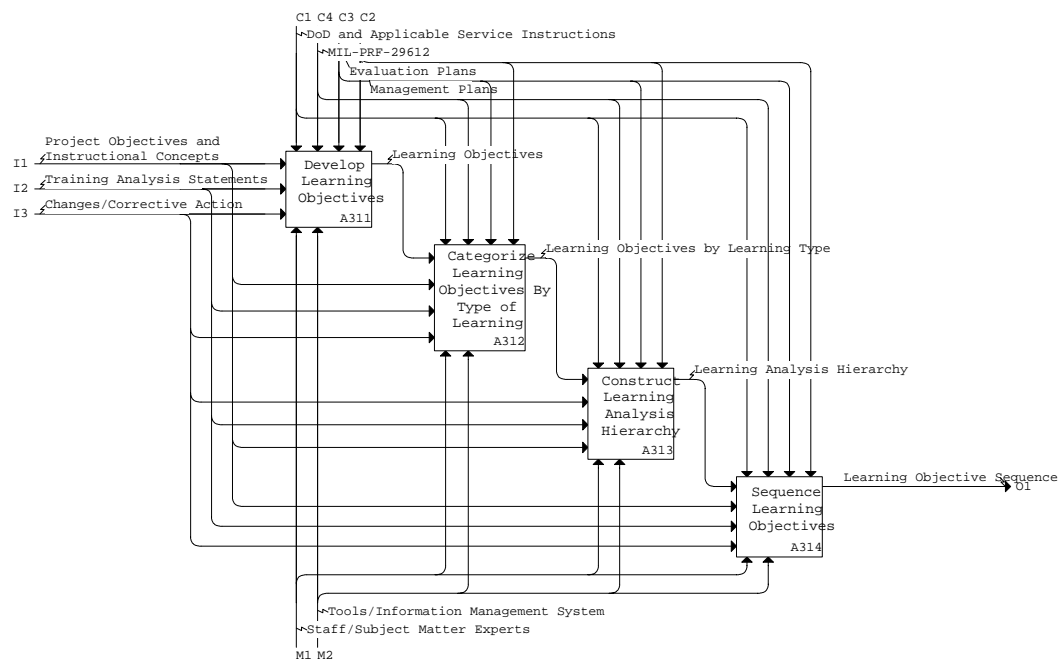 C1 C4 C3 C2
DoD and Applicable Service Instructions
MIL-PRF-29612
Evaluation Plans
Management Plans
Project Objectives and
Instructional Concepts
I1
Training Analysis Statements
I2
Changes/Corrective Action
I3
Develop
Learning
Objectives
A311
Learning Objectives
Categorize
Learning
Objectives By
Type of
Learning
A312
Learning Objectives by Learning Type
Construct
Learning
Analysis
Hierarchy
A313
Learning Analysis Hierarchy
Sequence
Learning
Objectives
A314
Learning Objective Sequence
O1
Tools/Information Management System
Staff/Subject Matter Experts
M1 M2